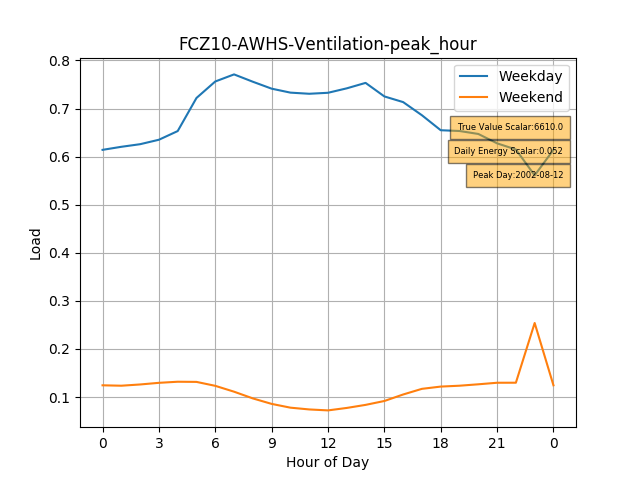 FCZ10-AWHS-Ventilation-peak_hour
0.8
0.7
0.6
0.5
0.4
0.3
0.2
0.1
Load
Weekday
Weekend
True Value Scalar:6610.0
Daily Energy Scalar:0.052
Peak Day:2002-08-12
0 3 6 9 12 15 18 21 0
Hour of Day